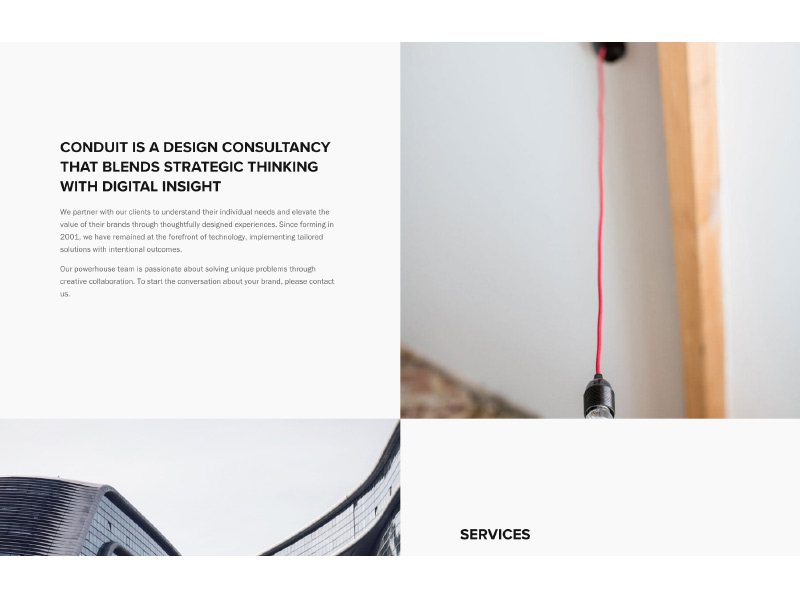 CONDUIT IS A DESIGN CONSULTANCY
THAT BLENDS STRATEGIC THINKING
WITH DIGITAL INSIGHT
We partner with our clients to understand their individual needs and elevate the
value of their brands through thoughtfully designed experiences. Since forming in
2001, we have remained at the forefront of technology, implementing tailored
solutions with intentional outcomes.
Our powerhouse team is passionate about solving unique problems through
creative collaboration. To start the conversation about your brand, please contact
us.
SERVICES